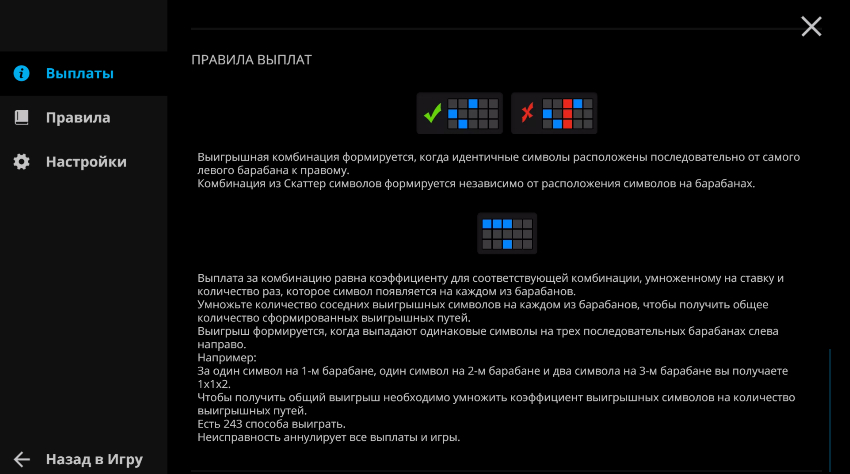 ПРАВИЛА ВЫПЛАТ
Выплаты
Правила
Настройки
Выигрышная комбинация формируется, когда идентичные символы расположены последовательно от самого
левого барабана к правому.
Комбинация из Скаттер символов формируется независимо от расположения символов на барабанах.
Выплата за комбинацию равна коэффициенту для соответствующей комбинации, умноженному на ставку и
количество раз, которое символ появляется на каждом из барабанов.
Умножьте количество соседних выигрышных символов на каждом из барабанов, чтобы получить общее
количество сформированных выигрышных путей.
Выигрыш формируется, когда выпадают одинаковые символы на трех последовательных барабанах слева
направо.
Например:
За один символ на 1-м барабане, один символ на 2-м барабане и два символа на 3-м барабане вы получаете
1x1x2.
Чтобы получить общий выигрыш необходимо умножить коэффициент выигрышных символов на количество
выигрышных путей.
Есть 243 способа выиграть.
Неисправность аннулирует все выплаты и игры.
Назад в Игру